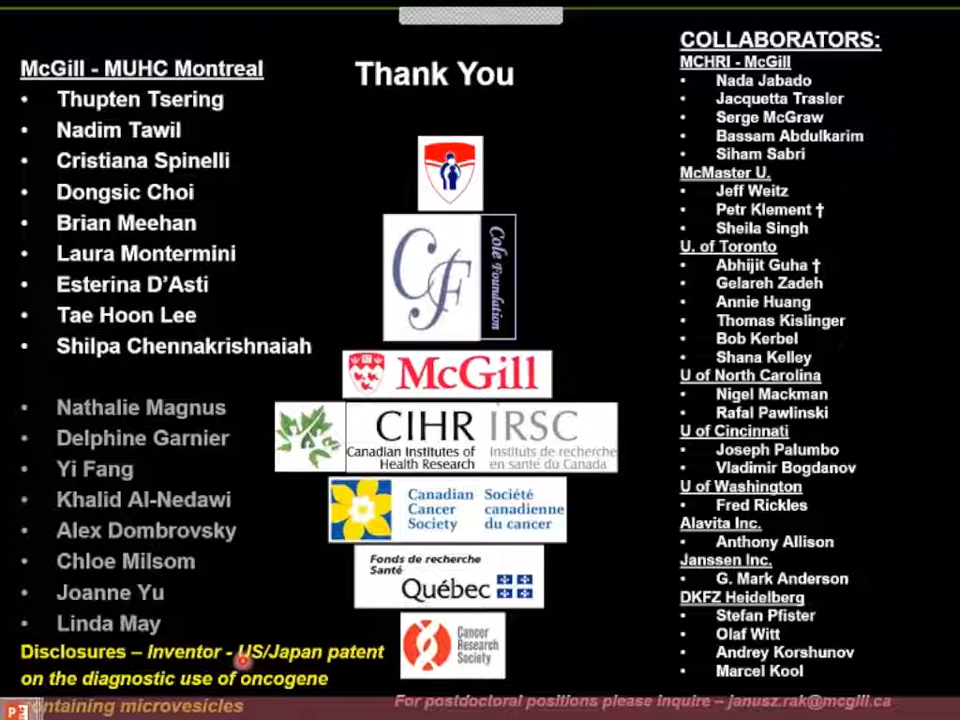 McGill - MUHC Montreal
• Thupten Tsering
• Nadim Tawil
• Cristiana Spinelli
• Dongsic Choi
• Brian Meehan
• Laura Montermini
• Esterina D'Asti
• Tae Hoon Lee
• Shilpa Chennakrishnaiah
• Nathalie Magnus
• Delphine Garnier
• Yi Fang
• Khalid Al-Nedawi
• Alex Dombrovsky
• Chloe Milsom
• Joanne Yu
• Linda May
Disclosures – Inventor - US/Japan patent
on the diagnostic use of oncogene
containing microvesicles
Thank You
CF
Cole Foundation
McGill
CIHR IRSC
Canadian Institutes of Instituts de recherche
Health Research en santé du Canada
Canadian Société
Cancer canadienne
Society du cancer
Fonds de recherche
Santé
Québec
Cancer
Research
Society
COLLABORATORS:
MCHRI - McGill
• Nada Jabado
• Jacquetta Trasler
• Serge McGraw
• Bassam Abdulkarim
• Siham Sabri
McMaster U.
• Jeff Weitz
• Petr Klement †
• Sheila Singh
U. of Toronto
• Abhijit Guha †
• Gelareh Zadeh
• Annie Huang
• Thomas Kislinger
• Bob Kerbel
• Shana Kelley
U of North Carolina
• Nigel Mackman
• Rafal Pawlinski
U of Cincinnati
• Joseph Palumbo
• Vladimir Bogdanov
U of Washington
• Fred Rickles
Alavita Inc.
• Anthony Allison
Janssen Inc.
• G. Mark Anderson
DKFZ Heidelberg
• Stefan Pfister
• Olaf Witt
• Andrey Korshunov
• Marcel Kool
For postdoctoral positions please inquire – janusz.rak@mcgill.ca